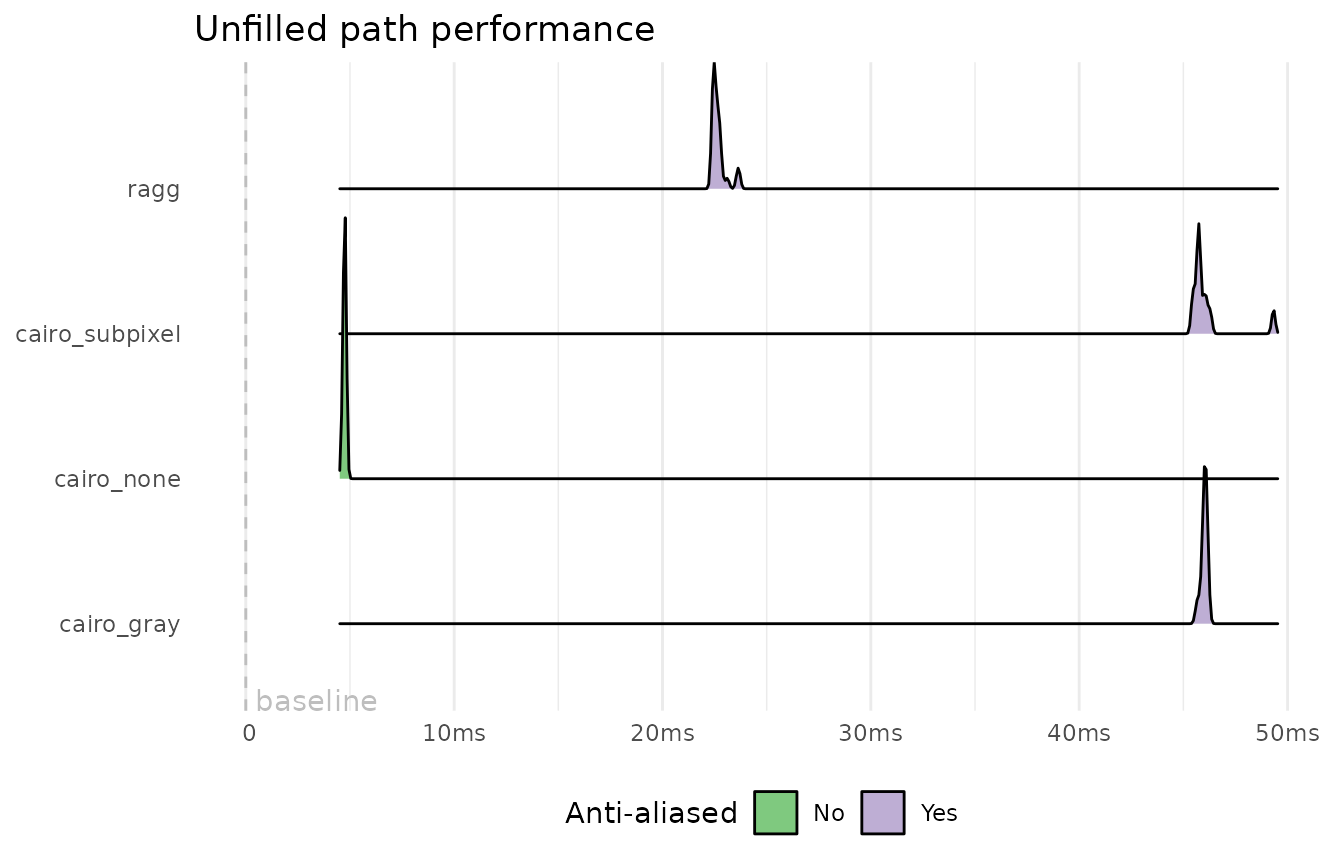 Unfilled path performance
ragg
cairo_subpixel
cairo_none
cairo_gray
baseline
0 10ms 20ms 30ms 40ms 50ms
Anti-aliased No Yes